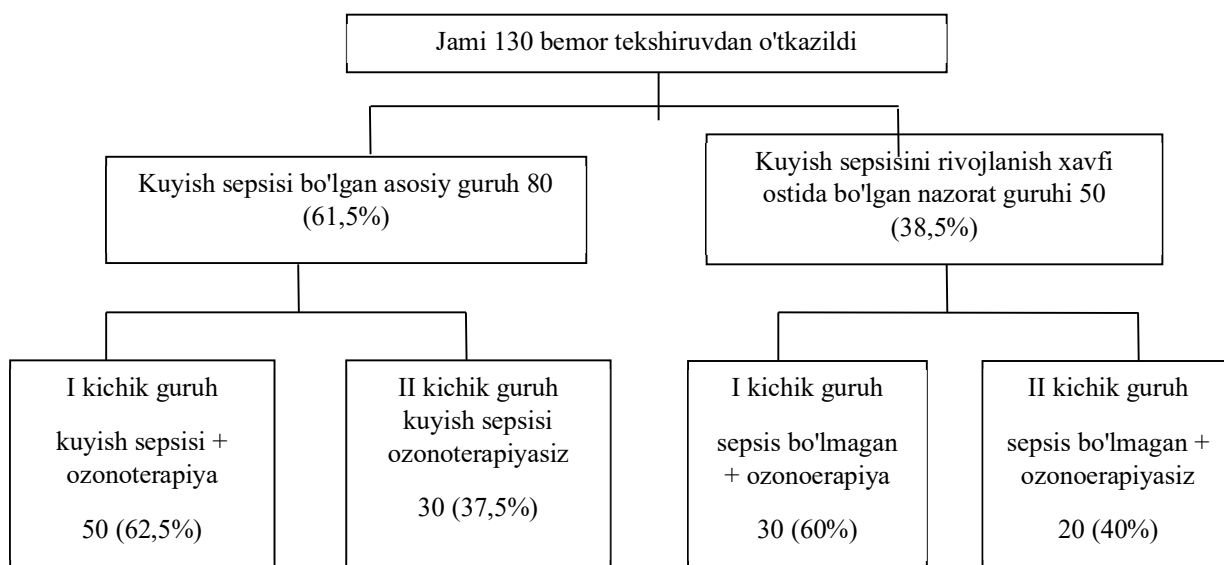 Jami 130 bemor tekshiruvdan o'tkazildi
Kuyish sepsisi bo'lgan asosiy guruh 80
(61,5%)
Kuyish sepsisini rivojlanish xavfi
ostida bo'lgan nazorat guruhi 50
(38,5%)
I kichik guruh
kuyish sepsisi +
ozonoterapiya
50 (62,5%)
II kichik guruh
kuyish sepsisi
ozonoterapiyasiz
30 (37,5%)
I kichik guruh
sepsis bo'lmagan
+ ozonoerapiya
30 (60%)
II kichik guruh
sepsis bo'lmagan +
ozonoerapiyasiz
20 (40%)